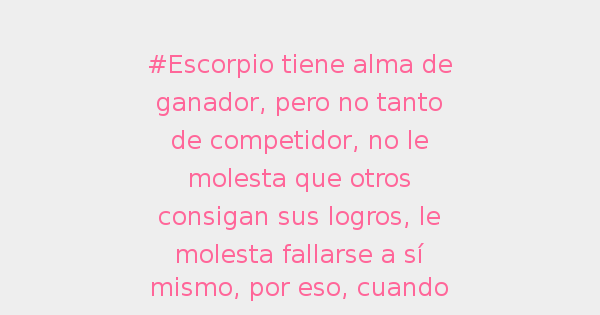 #Escorpio tiene alma de
ganador, pero no tanto
de competidor, no le
molesta que otros
consigan sus logros, le
molesta fallarse a sí
mismo, por eso, cuando